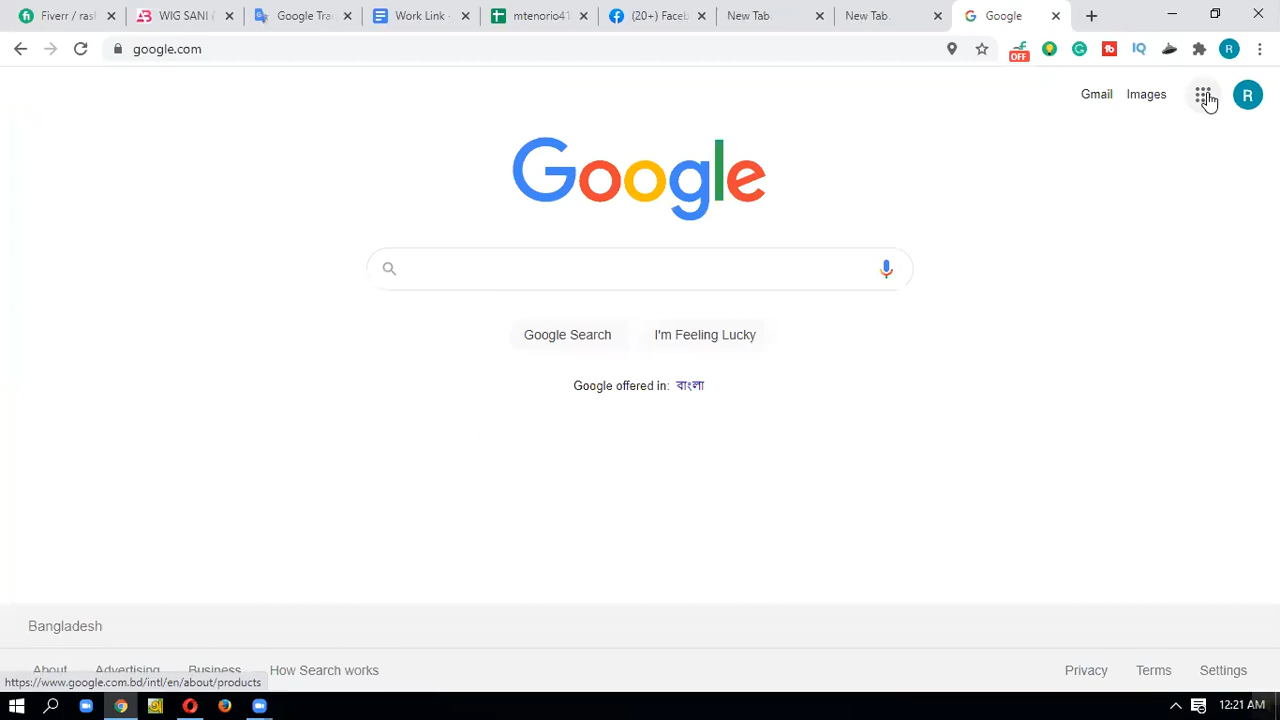 Fiverr / rasl
WIG SANI (
Google Tra
Work Link -
mtenorio41
(20+) Faceb
New Tab
New Tab
Google
google.com
OFF
IQ
R
Gmail
Images
R
Google
Google Search
I'm Feeling Lucky
Google offered in: বাংলা
Bangladesh
About
Advertising
Business
How Search works
Privacy
Terms
Settings
https://www.google.com.bd/intl/en/about/products
12:21 AM